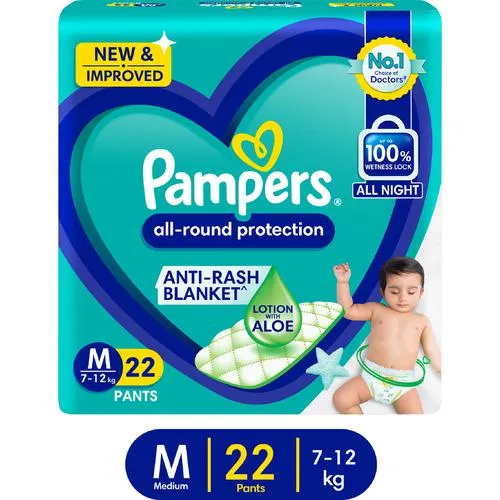 NEW &
IMPROVED
No.1
Choice of
Doctors#
UP TO
100%
WETNESS LOCK
ALL NIGHT
Pampers®
all-round protection
ANTI-RASH
BLANKET^
LOTION
WITH
ALOE
M 22
7-12 kg
PANTS
M 22 7-12
Medium Pants kg